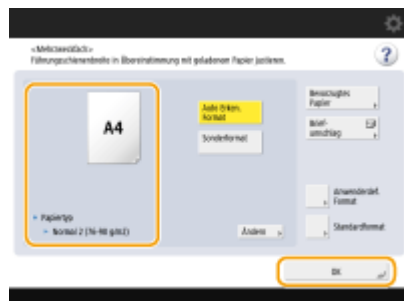 <Mehrzweckfach>
Führungsschienenbreite in Übereinstimmung mit geladenem Papier justieren.
?
A4
Auto Erken.
Format
Sonderformat
Bevorzugtes
Papier
Brief-
umschlag
Anwenderdef.
Format
Papiertyp
Normal 2 (76-90 g/m2)
Ändern
Standardformat
OK